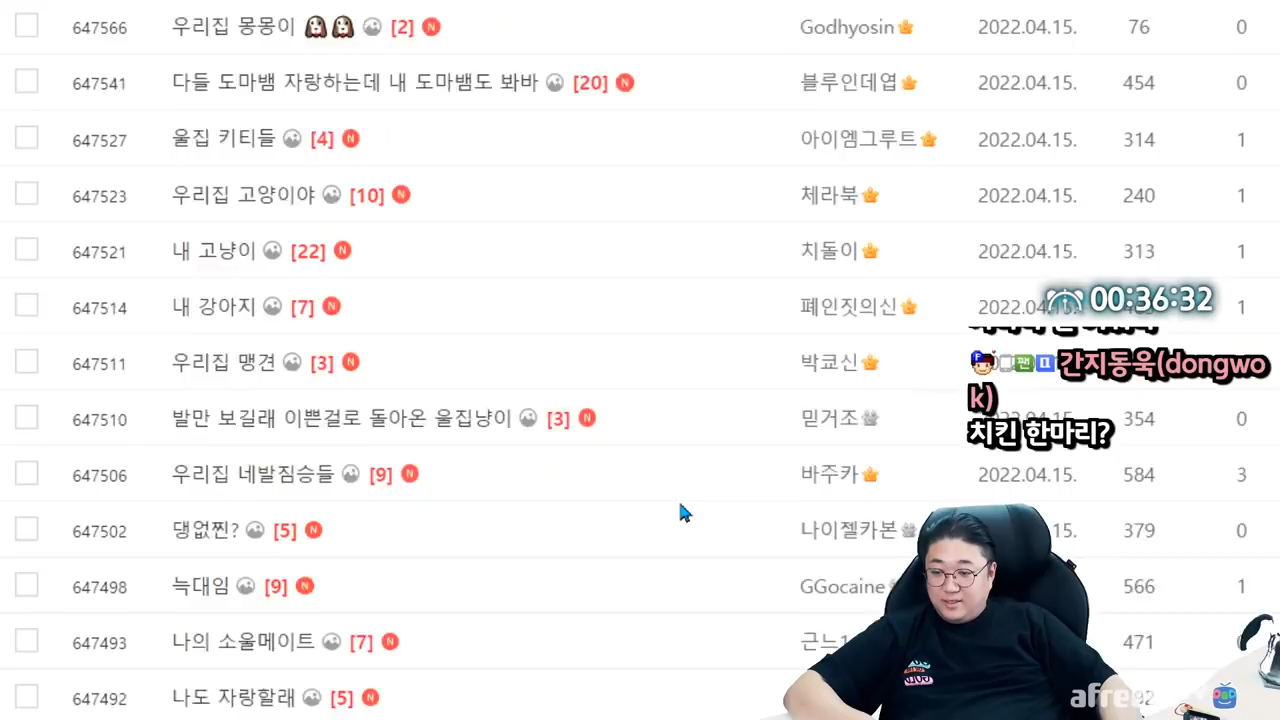 647566 우리집 몽몽이 [2] N Godhyosin 2022.04.15. 76 0
647541 다들 도마뱀 자랑하는데 내 도마뱀도 봐바 [20] N 블루인데엽 2022.04.15. 454 0
647527 울집 키티들 [4] N 아이엠그루트 2022.04.15. 314 1
647523 우리집 고양이야 [10] N 체라북 2022.04.15. 240 1
647521 내 고냥이 [22] N 치돌이 2022.04.15. 313 1
00:36:32
647514 내 강아지 [7] N 폐인짓의신 2022.04 1
간지동욱(dongwo
647511 우리집 맹견 [3] N 박쿄신
k)
647510 발만 보길래 이쁜걸로 돌아온 울집냥이 [3] N 믿거조 354 0
치킨 한마리?
647506 우리집 네발짐승들 [9] N 바주카 2022.04.15. 584 3
647502 댕없찐? [5] N 나이젤카본 15. 379 0
647498 늑대임 [9] N GGocaine 566 1
647493 나의 소울메이트 [7] N 근느 471
647492 나도 자랑할래 [5] N